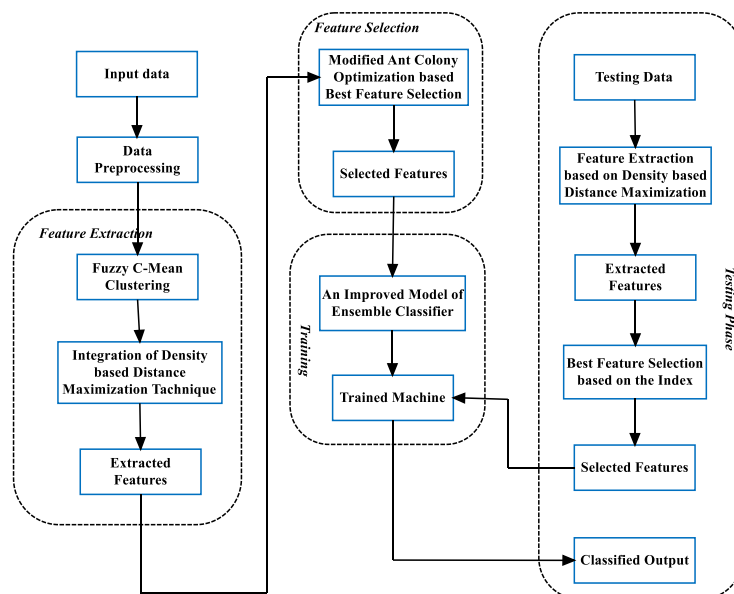 Input data
Data
Preprocessing
Feature Extraction
Fuzzy C-Mean
Clustering
Integration of Density
based Distance
Maximization Tachnique
Extracted
Features
Feature Selection
Modified Ant Colony
Optimization based
Best Feature Selection
Selected Features
Training
An Improved Model of
Ensemble Classifier
Trained Machine
Testing Phase
Testing Data
Feature Extraction
based on Density based
Distance Maximization
Extracted
Features
Best Feature Selection
based on the Index
Selected Features
Classified Output